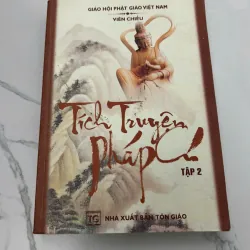 GIÁO HỘI PHẬT GIÁO VIỆT NAM
VIÊN CHIẾU
Tích Truyện
Pháp Cú
TẬP 2
NHÀ XUẤT BẢN TÔN GIÁO